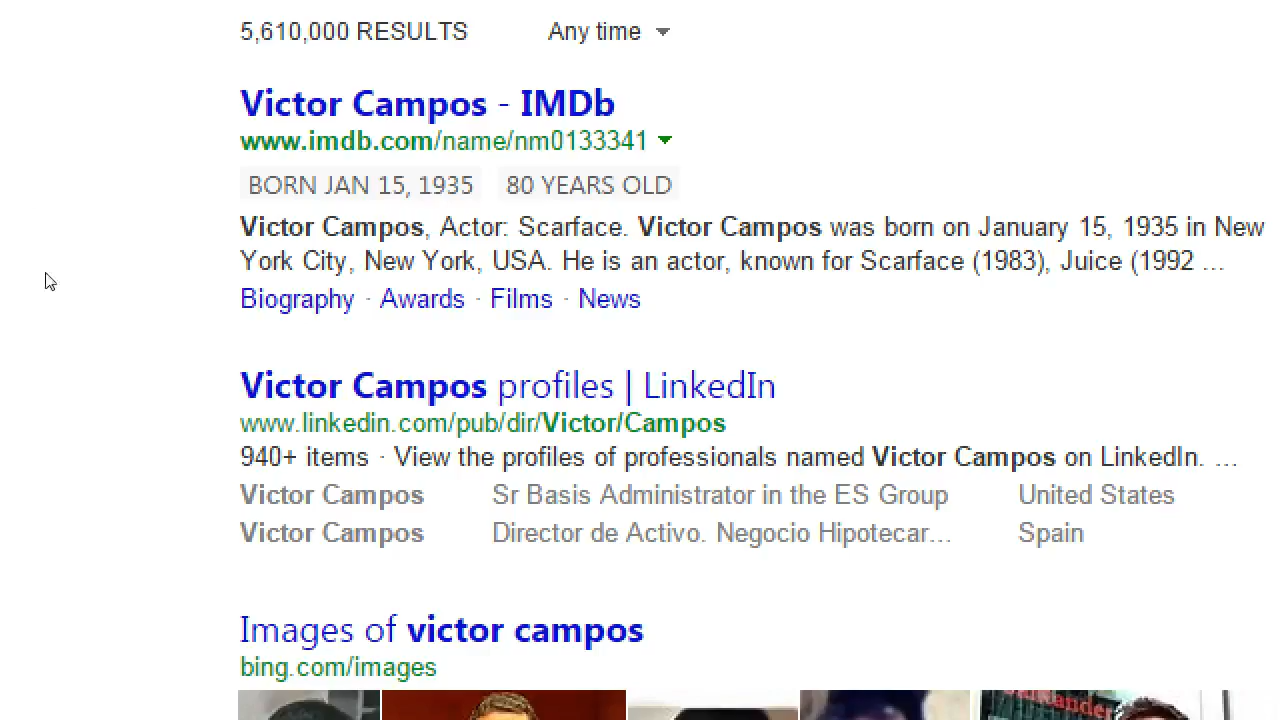 5,610,000 RESULTS Any time
Victor Campos - IMDb
www.imdb.com/name/nm0133341
BORN JAN 15, 1935 80 YEARS OLD
Victor Campos, Actor: Scarface. Victor Campos was born on January 15, 1935 in New
York City, New York, USA. He is an actor, known for Scarface (1983), Juice (1992 ...
Biography · Awards · Films · News
Victor Campos profiles | LinkedIn
www.linkedin.com/pub/dir/Victor/Campos
940+ items · View the profiles of professionals named Victor Campos on LinkedIn. ...
Victor Campos Sr Basis Administrator in the ES Group United States
Victor Campos Director de Activo. Negocio Hipotecar... Spain
Images of victor campos
bing.com/images